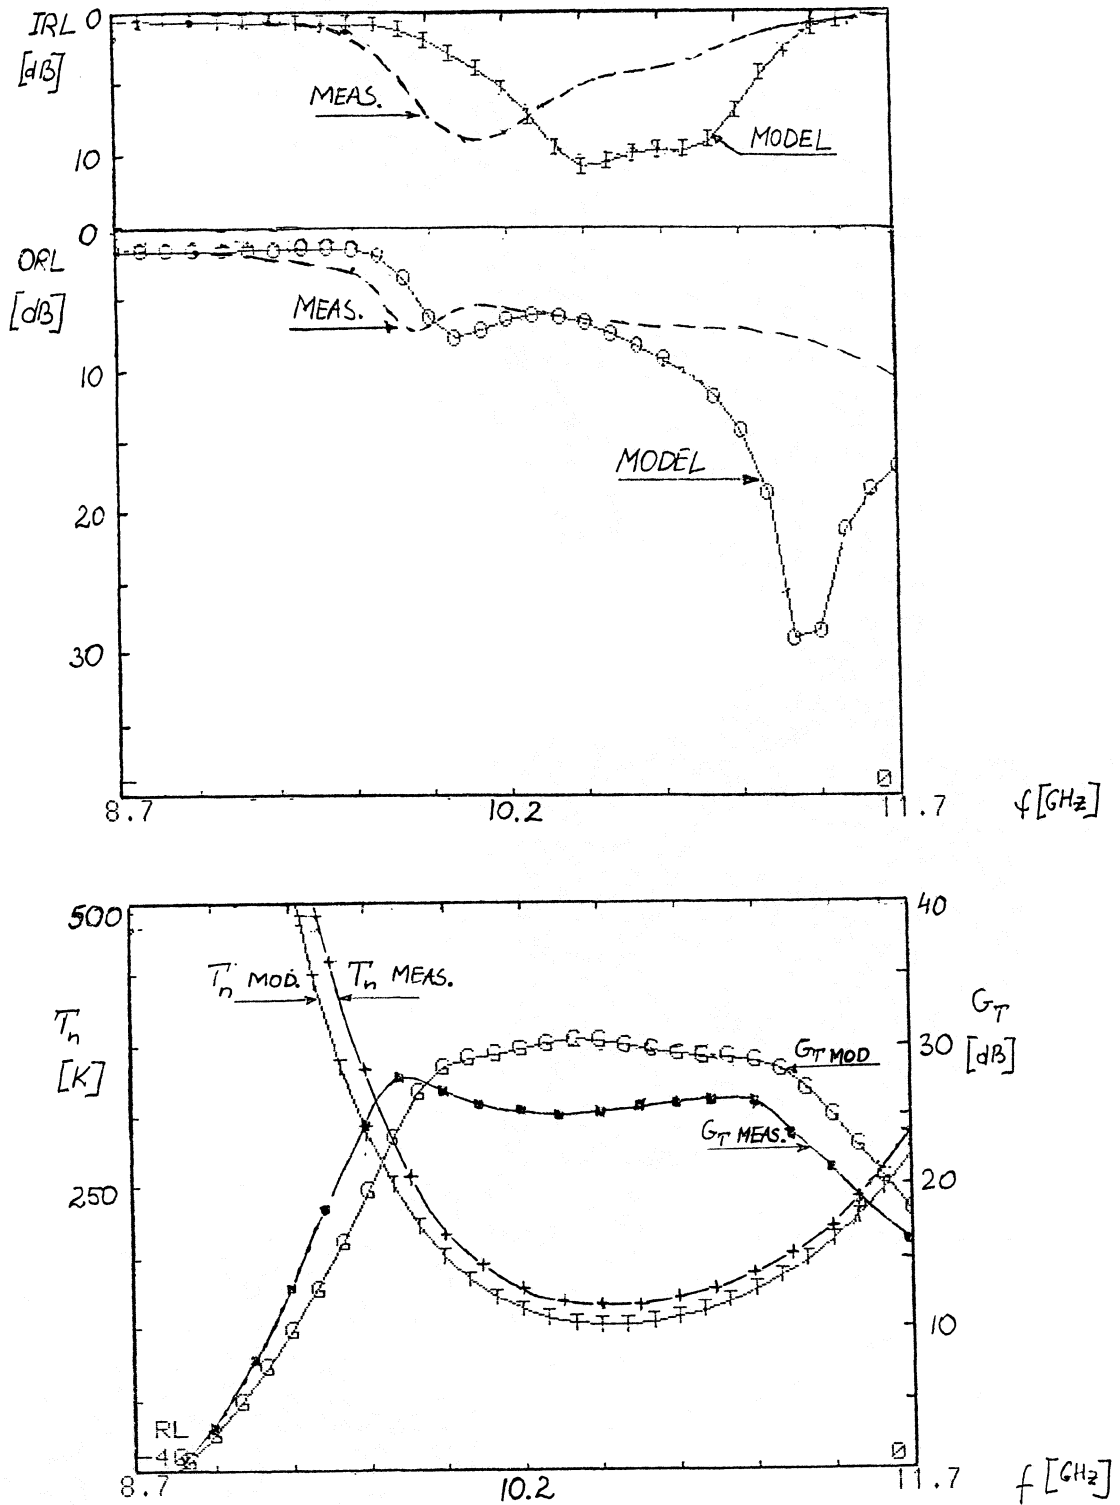 IRL 0
[dB]
MEAS.
MODEL
10
0
ORL
[dB]
MEAS.
10
MODEL
20
30
0
8.7 10.2 11.7 f [GHz]
500 40
Tn MOD. Tn MEAS.
GT
Tn
30 [dB]
[K]
GT MOD
GT MEAS.
250 20
10
RL
0
8.7 10.2 11.7 f [GHz]